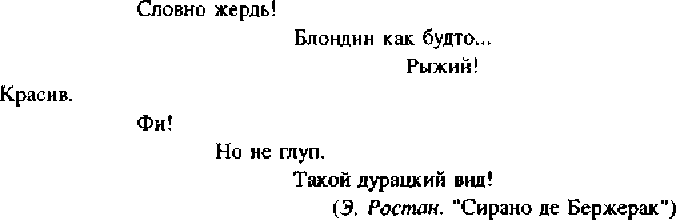 Словно жердь!
Блондин как будто...
Рыжий!
Красив.
Фи!
Но не глуп.
Такой дурацкий вид!
(Э. Ростан. "Сирано де Бержерак")